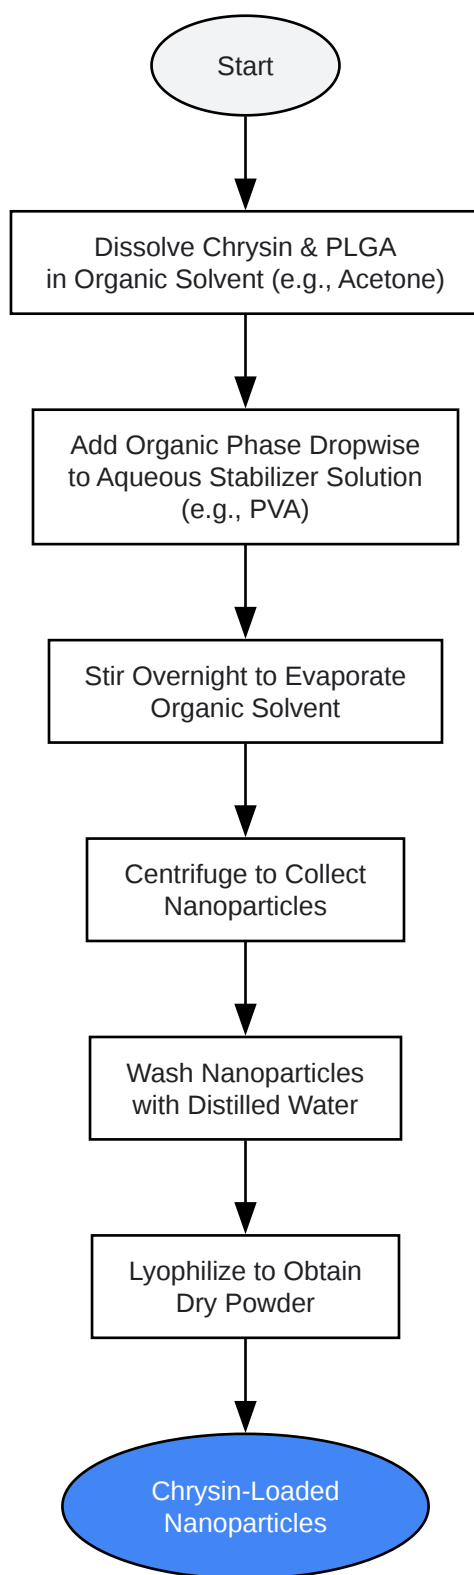 Start
Dissolve Chrysin & PLGA
in Organic Solvent (e.g., Acetone)
Add Organic Phase Dropwise
to Aqueous Stabilizer Solution
(e.g., PVA)
Stir Overnight to Evaporate
Organic Solvent
Centrifuge to Collect
Nanoparticles
Wash Nanoparticles
with Distilled Water
Lyophilize to Obtain
Dry Powder
Chrysin-Loaded
Nanoparticles